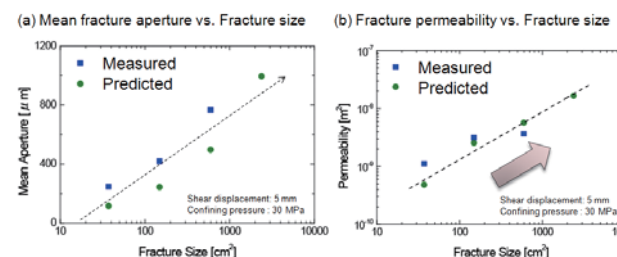 (a) Mean fracture aperture vs. Fracture size
1200
800
400
0
Mean Aperture [μm]
Measured
Predicted
Shear displacement: 5 mm
Confining pressure : 30 MPa
10 100 1000 10000
Fracture Size [cm²]
(b) Fracture permeability vs. Fracture size
10⁻⁷
10⁻⁸
10⁻⁹
10⁻¹⁰
Permeability [m²]
Measured
Predicted
Shear displacement: 5 mm
Confining pressure : 30 MPa
10 100 1000 10000
Fracture Size [cm²]